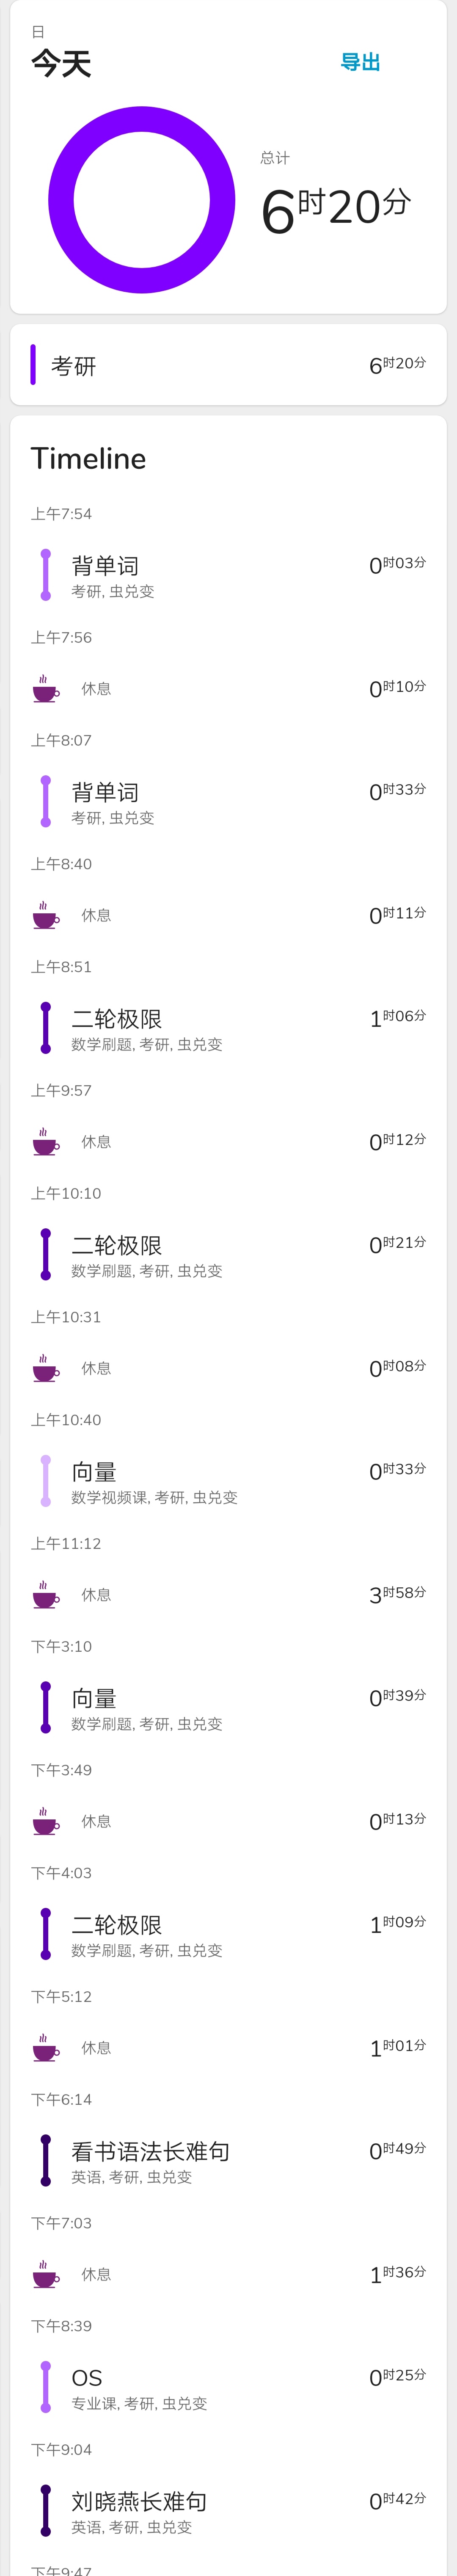 日
今天
导出
总计
6时20分
考研 6时20分
Timeline
上午7:54
背单词 0时03分
考研, 虫兑变
上午7:56
休息 0时10分
上午8:07
背单词 0时33分
考研, 虫兑变
上午8:40
休息 0时11分
上午8:51
二轮极限 1时06分
数学刷题, 考研, 虫兑变
上午9:57
休息 0时12分
上午10:10
二轮极限 0时21分
数学刷题, 考研, 虫兑变
上午10:31
休息 0时08分
上午10:40
向量 0时33分
数学视频课, 考研, 虫兑变
上午11:12
休息 3时58分
下午3:10
向量 0时39分
数学刷题, 考研, 虫兑变
下午3:49
休息 0时13分
下午4:03
二轮极限 1时09分
数学刷题, 考研, 虫兑变
下午5:12
休息 1时01分
下午6:14
看书语法长难句 0时49分
英语, 考研, 虫兑变
下午7:03
休息 1时36分
下午8:39
OS 0时25分
专业课, 考研, 虫兑变
下午9:04
刘晓燕长难句 0时42分
英语, 考研, 虫兑变
下午9:47